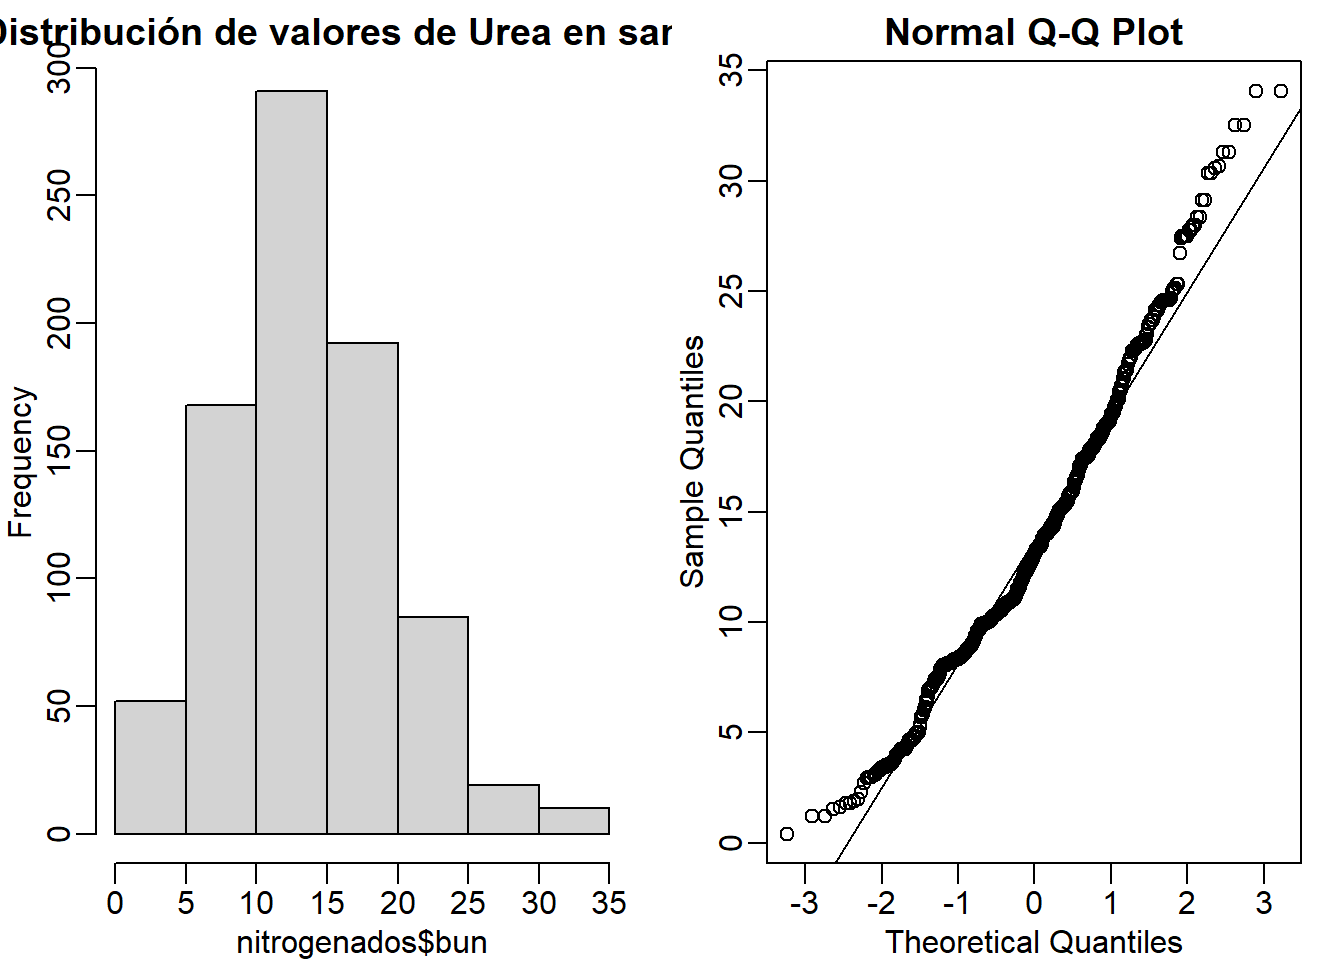 Distribución de valores de Urea en sar
Frequency
300
250
200
150
100
50
0
0 5 10 15 20 25 30 35
nitrogenados$bun
Normal Q-Q Plot
Sample Quantiles
35
30
25
20
15
10
5
0
-3 -2 -1 0 1 2 3
Theoretical Quantiles